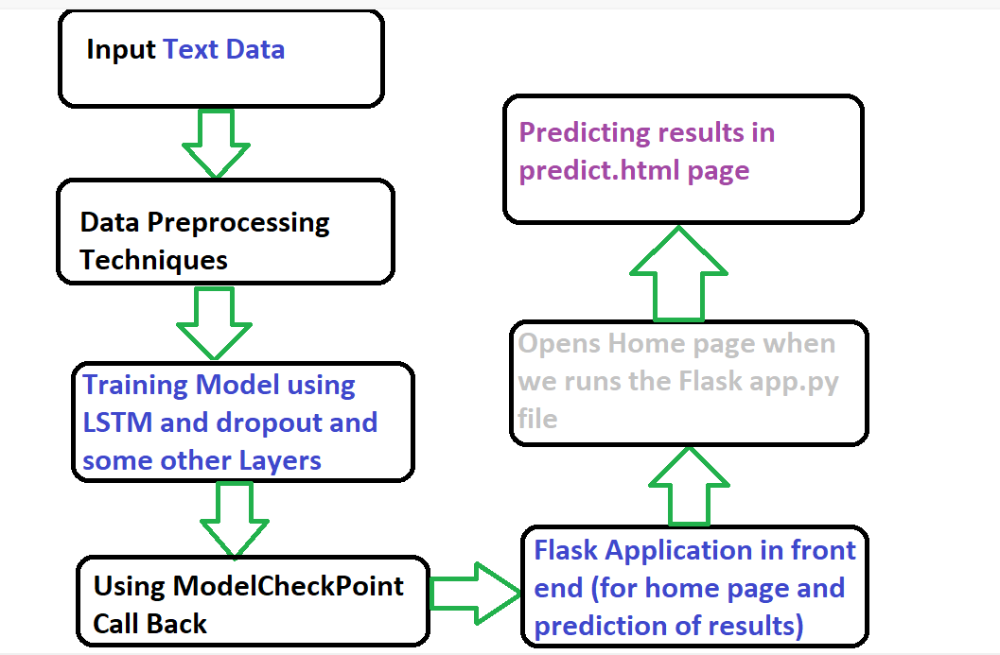 Input Text Data
Data Preprocessing
Techniques
Training Model using
LSTM and dropout and
some other Layers
Using ModelCheckPoint
Call Back
Flask Application in front
end (for home page and
prediction of results)
Opens Home page when
we runs the Flask app.py
file
Predicting results in
predict.html page